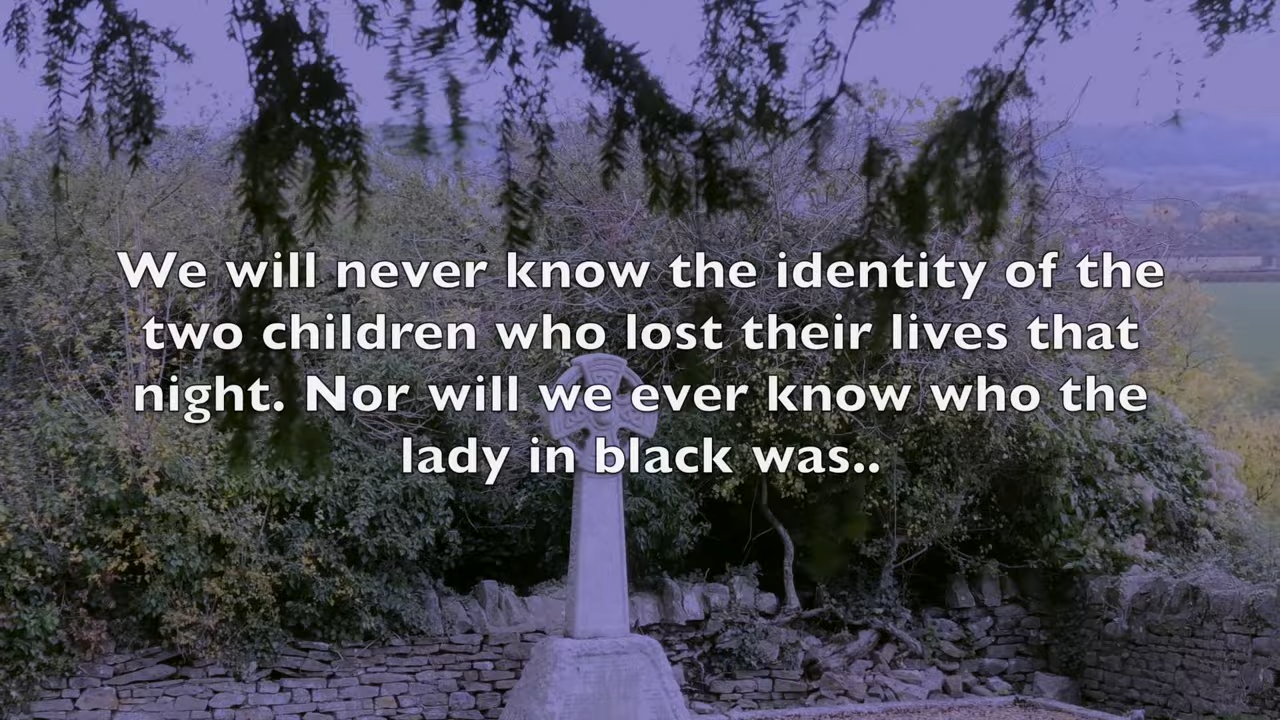 We will never know the identity of the
two children who lost their lives that
night. Nor will we ever know who the
lady in black was..